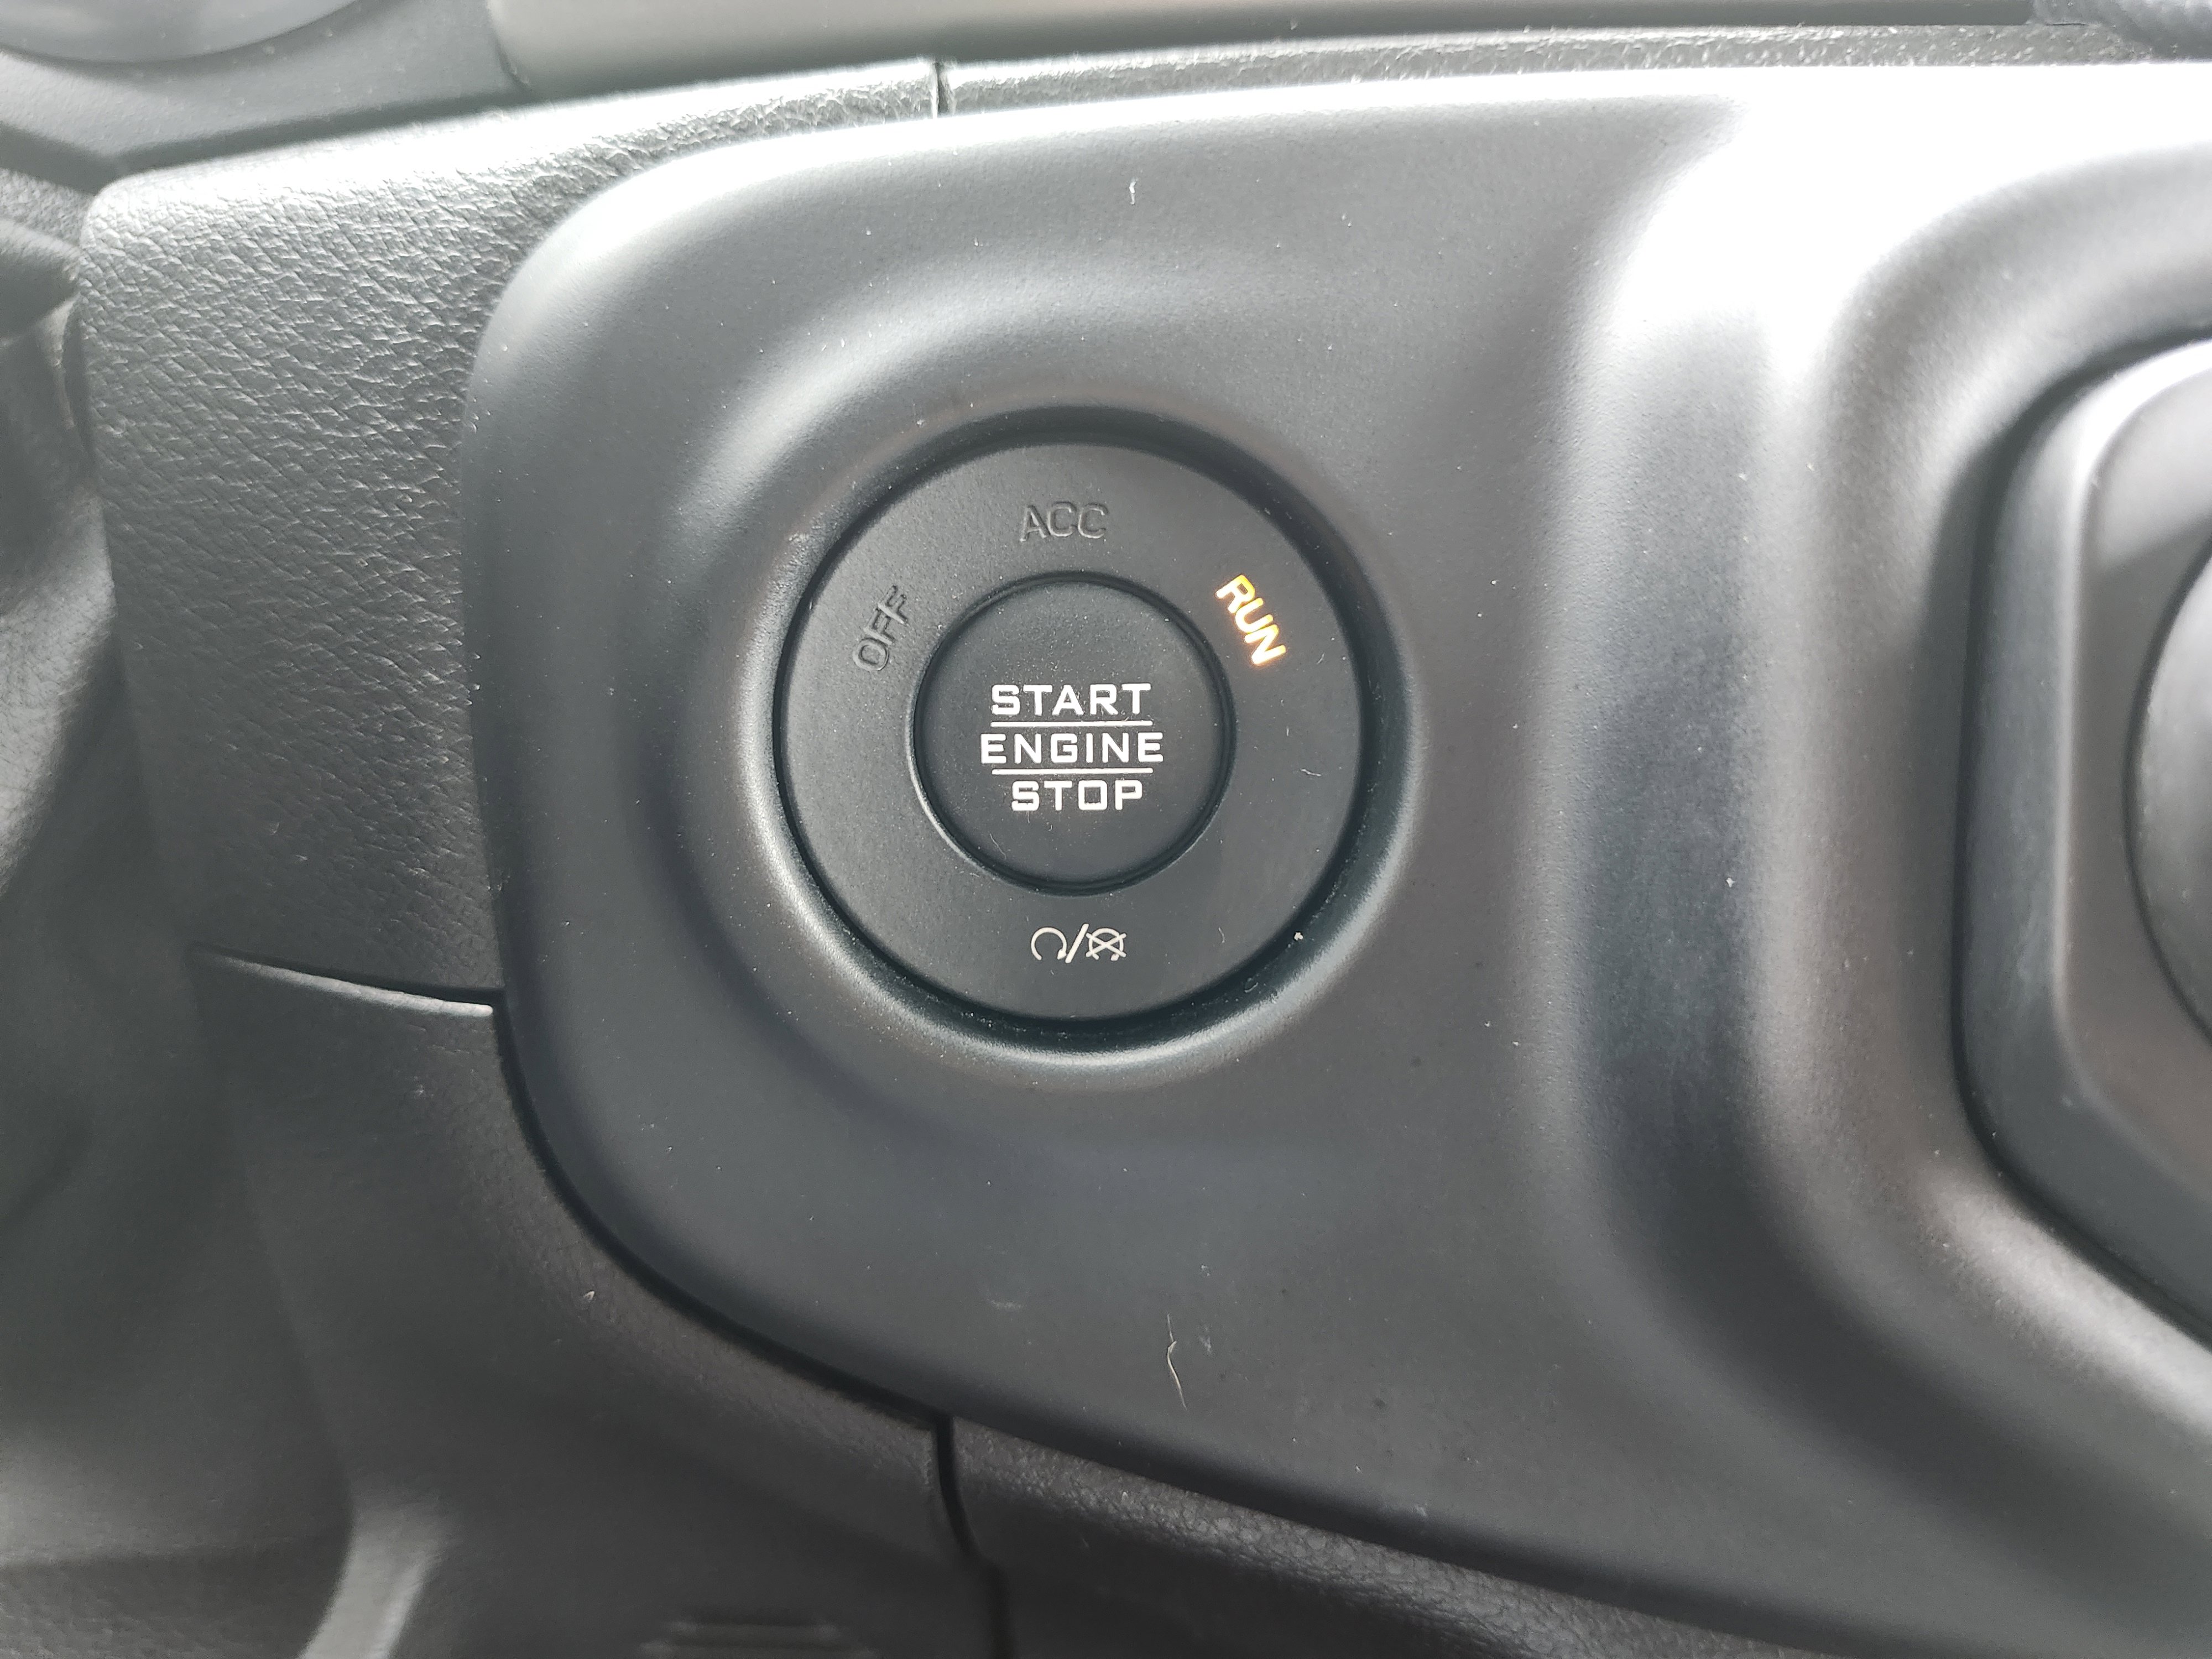 ACC
OFF
RUN
START
ENGINE
STOP